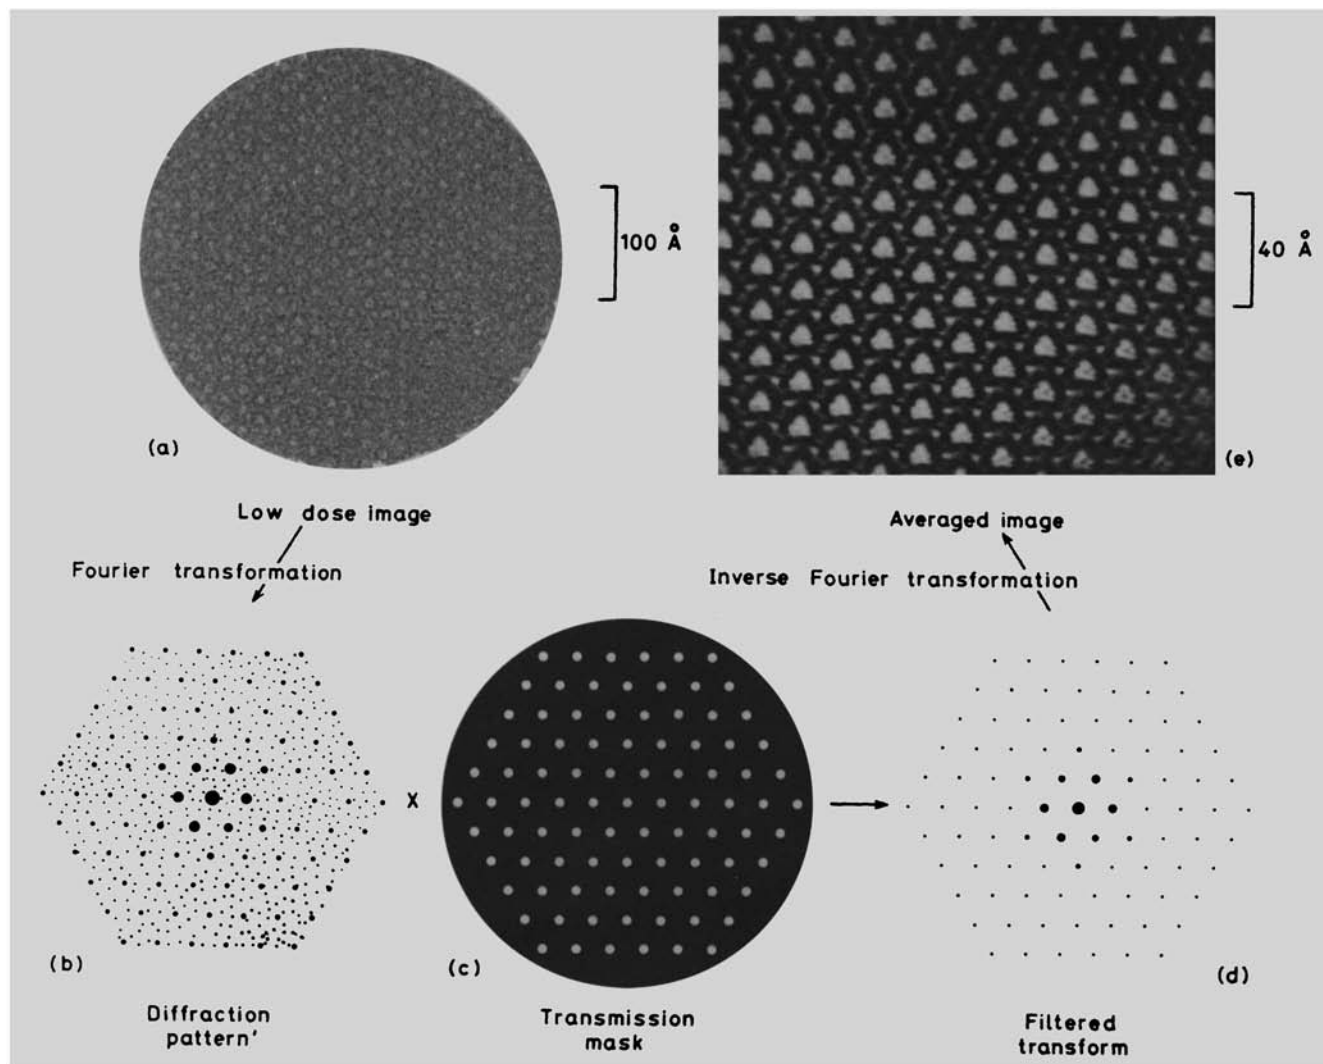 100 Å
(a)
Low dose image
Fourier transformation
40 Å
(e)
Averaged image
Inverse Fourier transformation
(b)
Diffraction
pattern'
X
(c)
Transmission
mask
(d)
Filtered
transform